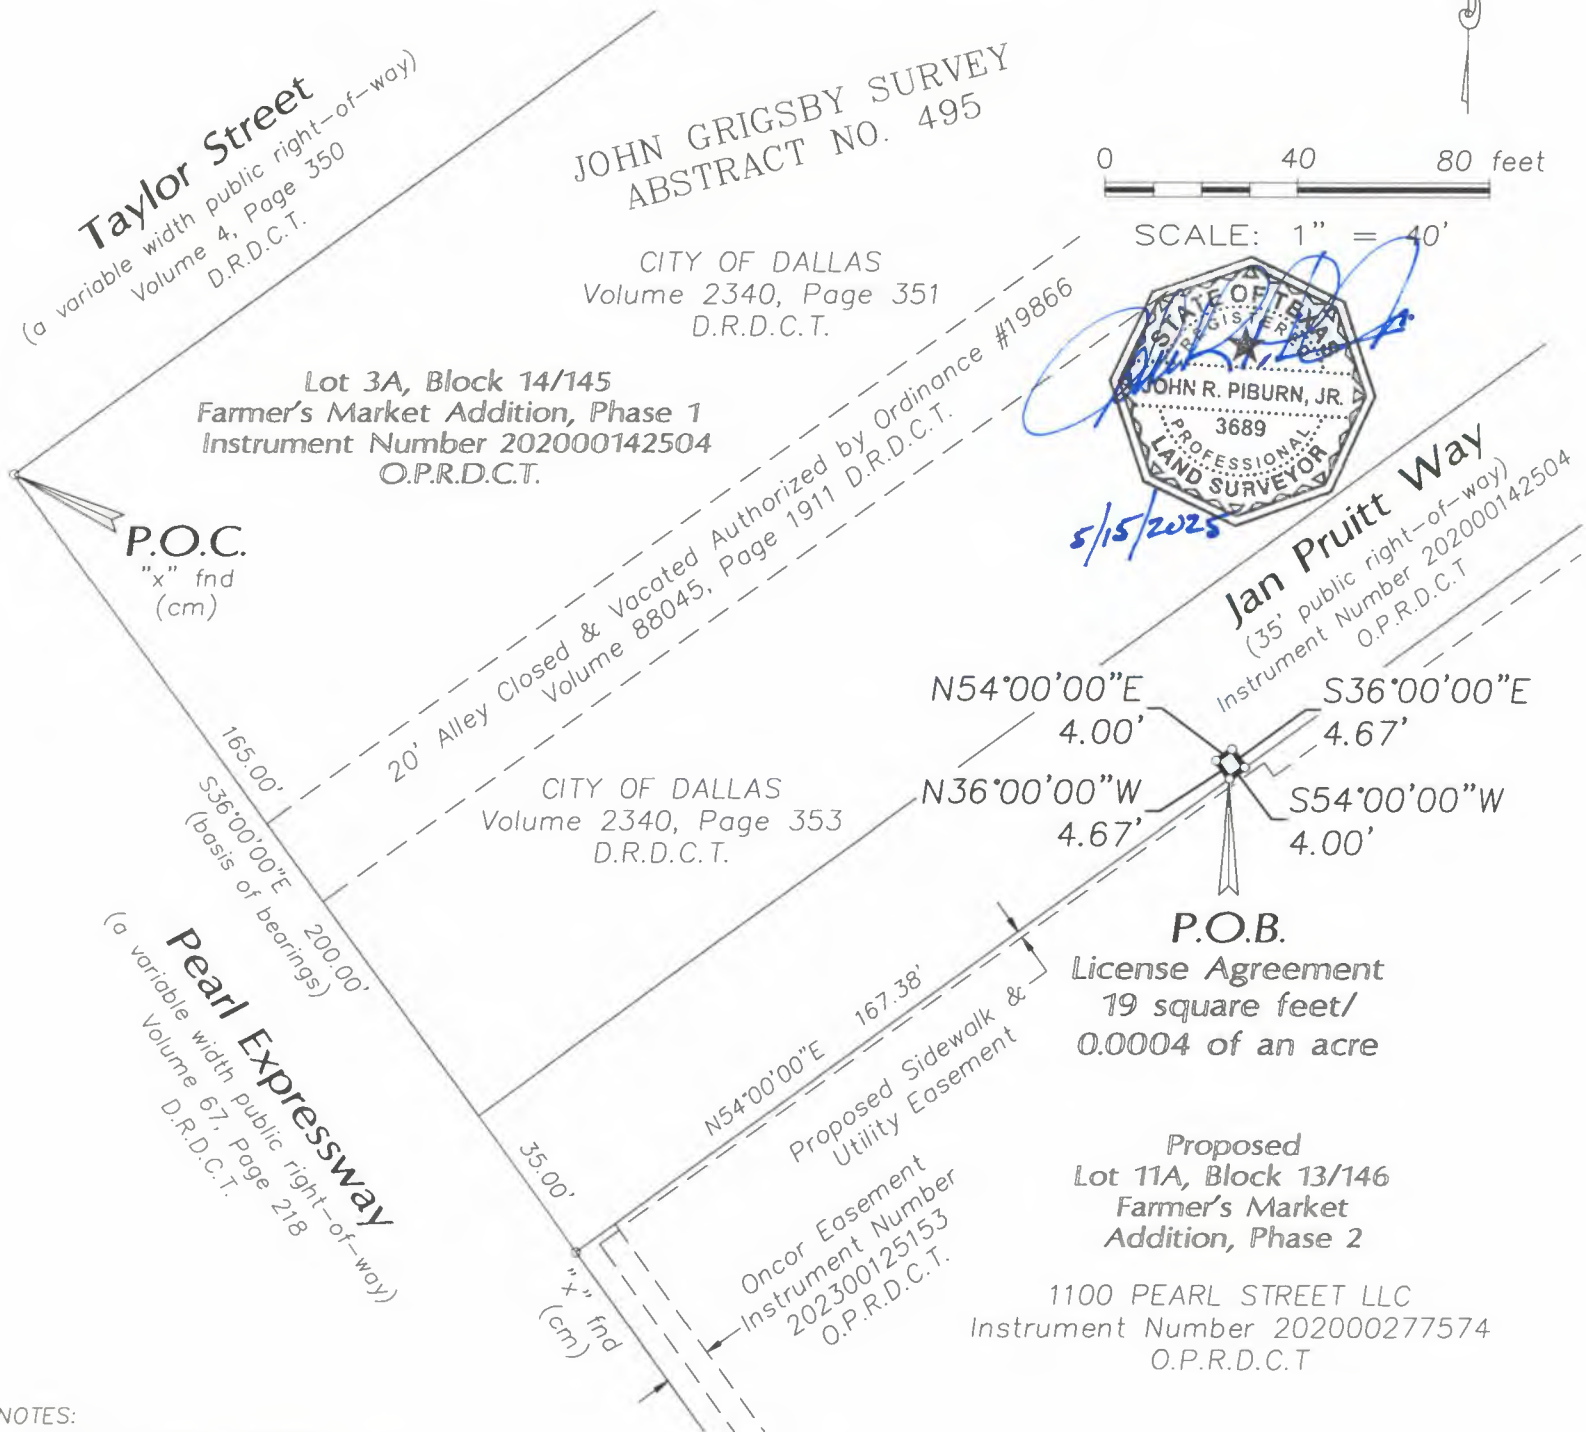 Taylor Street
(a variable width public right-of-way)
Volume 4, Page 350
D.R.D.C.T.
JOHN GRIGSBY SURVEY
ABSTRACT NO. 495
0 40 80 feet
SCALE: 1" = 40'
CITY OF DALLAS
Volume 2340, Page 351
D.R.D.C.T.
Lot 3A, Block 14/145
Farmer's Market Addition, Phase 1
Instrument Number 202000142504
O.P.R.D.C.T.
P.O.C.
"x" fnd
(cm)
20' Alley Closed & Vacated Authorized by Ordinance #19866
Volume 88045, Page 1911 D.R.D.C.T.
STATE OF TEXAS
REGISTERED
JOHN R. PIBURN, JR.
3689
PROFESSIONAL
LAND SURVEYOR
5/15/2025
Jan Pruitt Way
(35' public right-of-way)
Instrument Number 202000142504
O.P.R.D.C.T
N54°00'00"E
4.00'
S36°00'00"E
4.67'
N36°00'00"W
4.67'
S54°00'00"W
4.00'
165.00'
S36°00'00"E 200.00'
(basis of bearings)
CITY OF DALLAS
Volume 2340, Page 353
D.R.D.C.T.
P.O.B.
License Agreement
19 square feet/
0.0004 of an acre
Pearl Expressway
(a variable width public right-of-way)
Volume 67, Page 218
D.R.D.C.T.
N54°00'00"E 167.38'
Proposed Sidewalk &
Utility Easement
35.00'
"x" fnd
(cm)
Oncor Easement
Instrument Number
202300125153
O.P.R.D.C.T.
Proposed
Lot 11A, Block 13/146
Farmer's Market
Addition, Phase 2
1100 PEARL STREET LLC
Instrument Number 202000277574
O.P.R.D.C.T
NOTES: